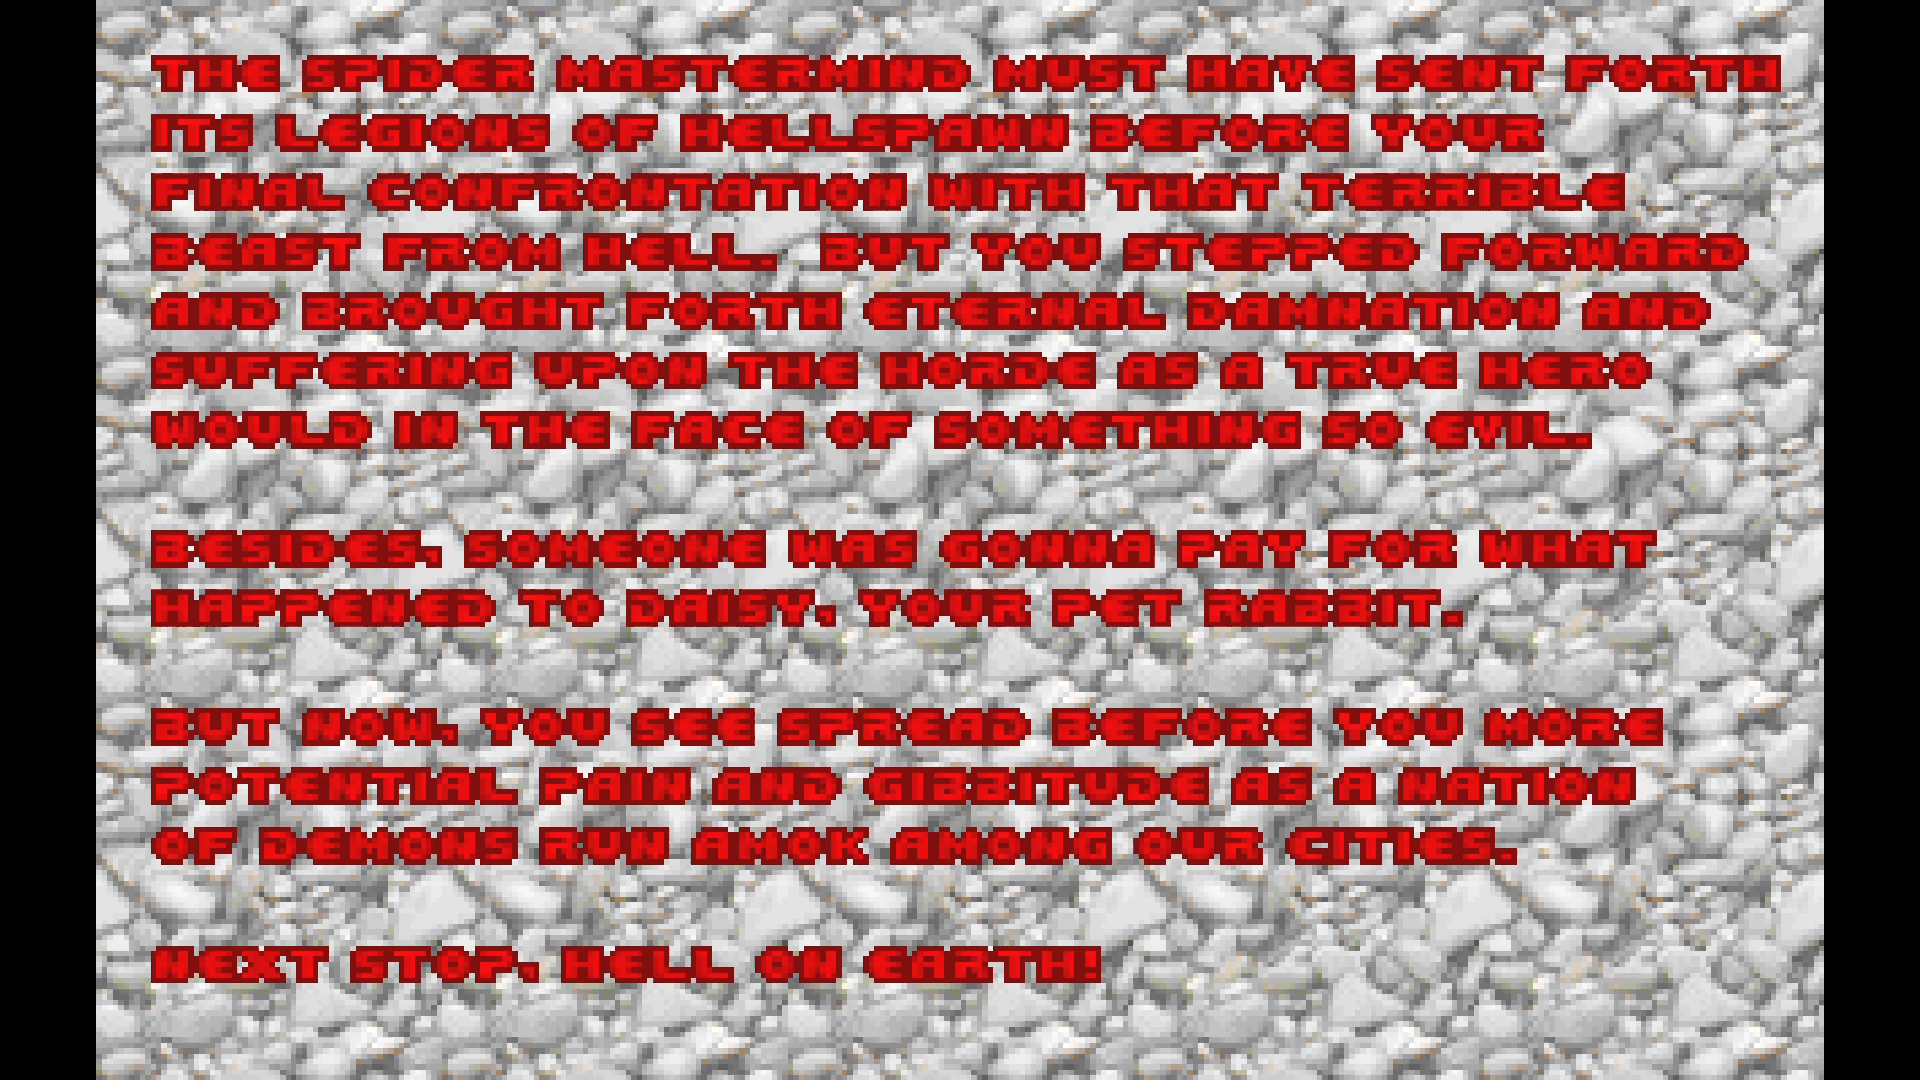 THE SPIDER MASTERMIND MUST HAVE SENT FORTH
ITS LEGIONS OF HELLSPAWN BEFORE YOUR
FINAL CONFRONTATION WITH THAT TERRIBLE
BEAST FROM HELL.  BUT YOU STEPPED FORWARD
AND BROUGHT FORTH ETERNAL DAMNATION AND
SUFFERING UPON THE HORDE AS A TRUE HERO
WOULD IN THE FACE OF SOMETHING SO EVIL.
BESIDES, SOMEONE WAS GONNA PAY FOR WHAT
HAPPENED TO DAISY, YOUR PET RABBIT.
BUT NOW, YOU SEE SPREAD BEFORE YOU MORE
POTENTIAL PAIN AND GIBBITUDE AS A NATION
OF DEMONS RUN AMOK AMONG OUR CITIES.
NEXT STOP, HELL ON EARTH!